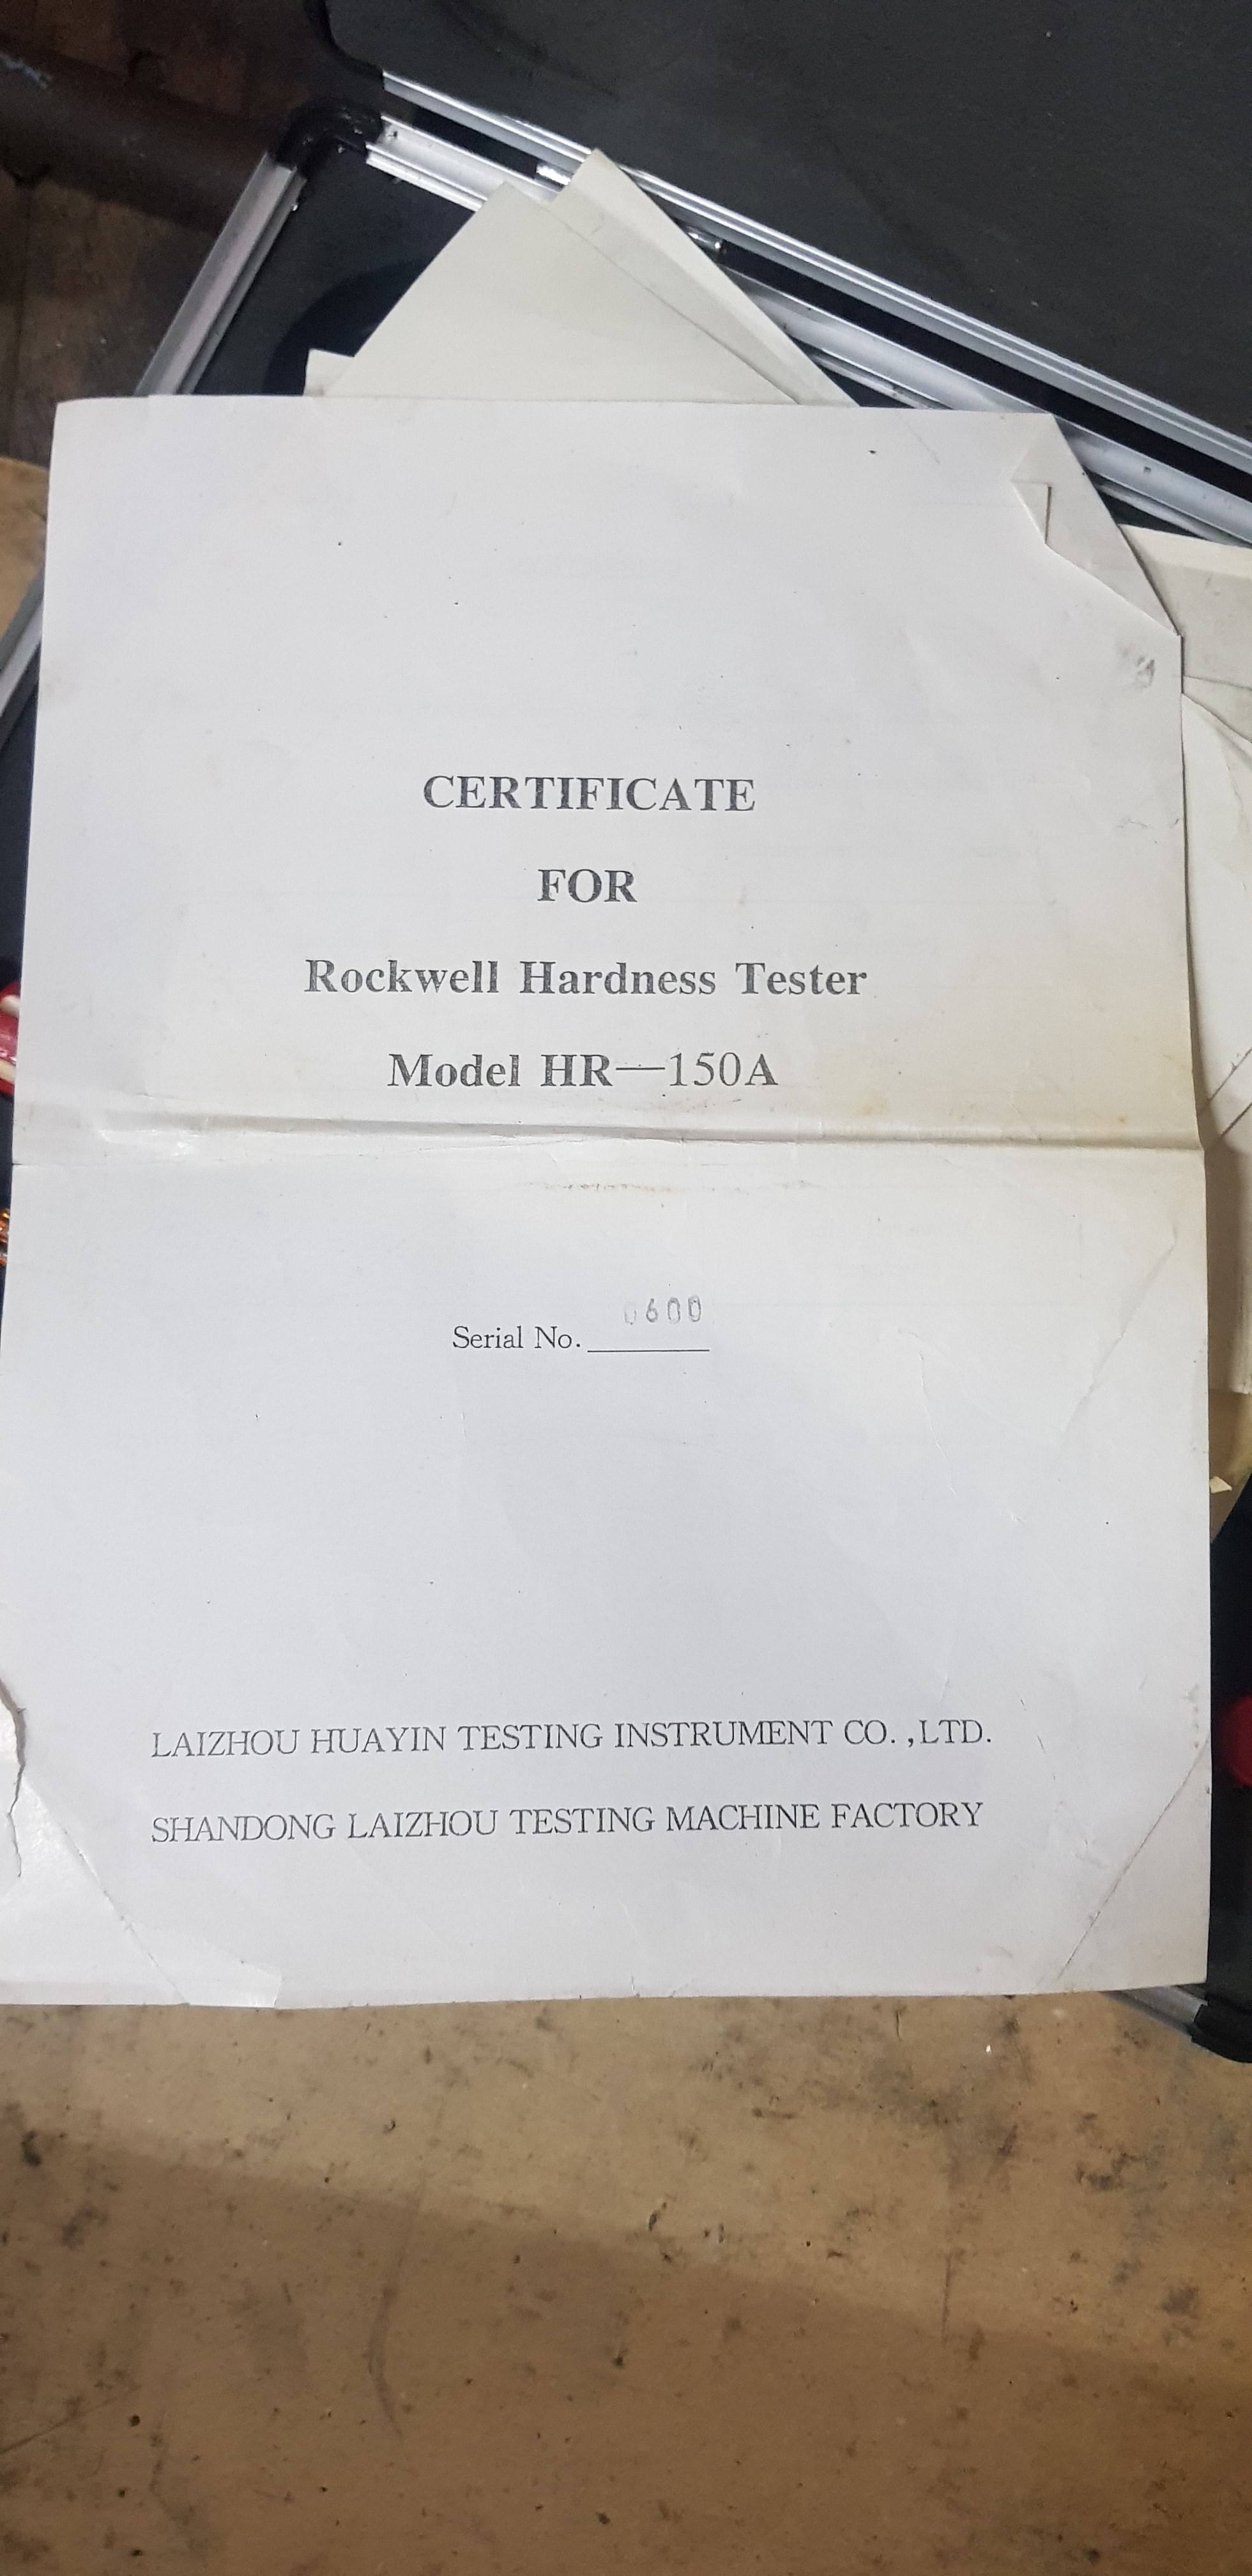 CERTIFICATE
FOR
Rockwell Hardness Tester
Model HR—150A
0600
Serial No.
LAIZHOU HUAYIN TESTING INSTRUMENT CO. ,LTD.
SHANDONG LAIZHOU TESTING MACHINE FACTORY